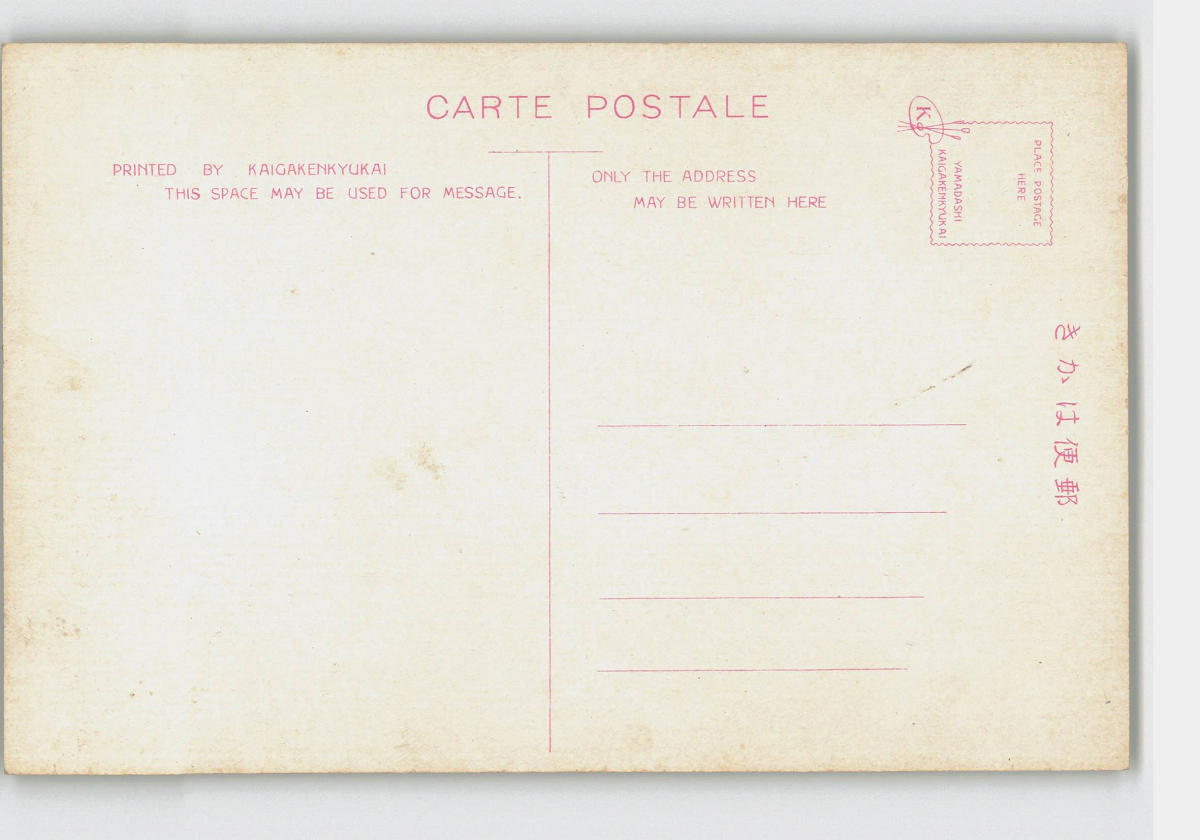 CARTE POSTALE
PRINTED BY KAIGAKENKYUKAI
THIS SPACE MAY BE USED FOR MESSAGE.
ONLY THE ADDRESS
MAY BE WRITTEN HERE
K
PLACE POSTAGE
HERE
YAMADASHI
KAIGAKENKYUKAI
きかは便郵